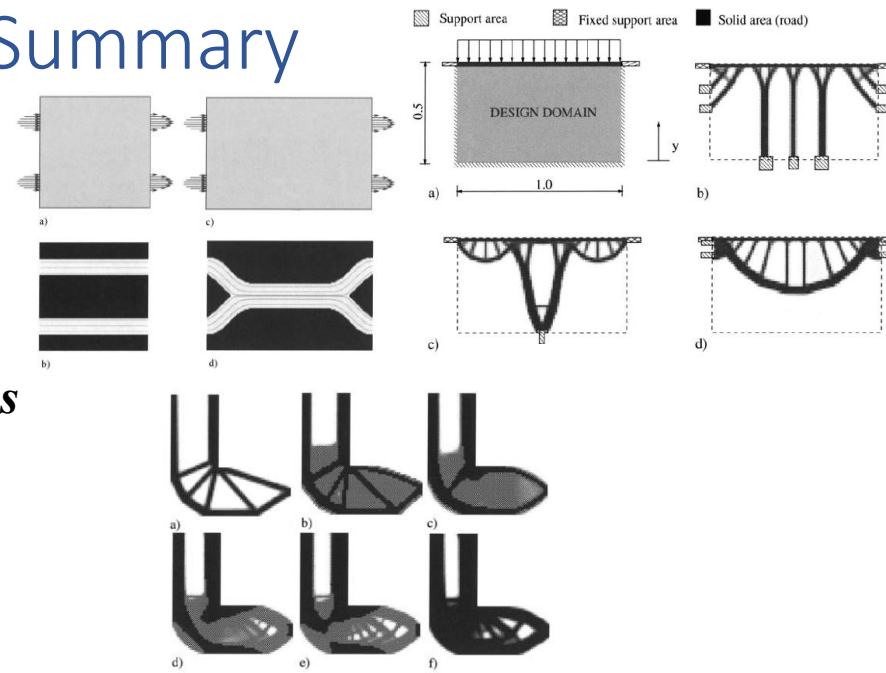 Summary
Support area
Fixed support area
Solid area (road)
0.5
DESIGN DOMAIN
y
1.0
a)
b)
c)
d)
a)
c)
b)
d)
s
a)
b)
c)
d)
e)
f)